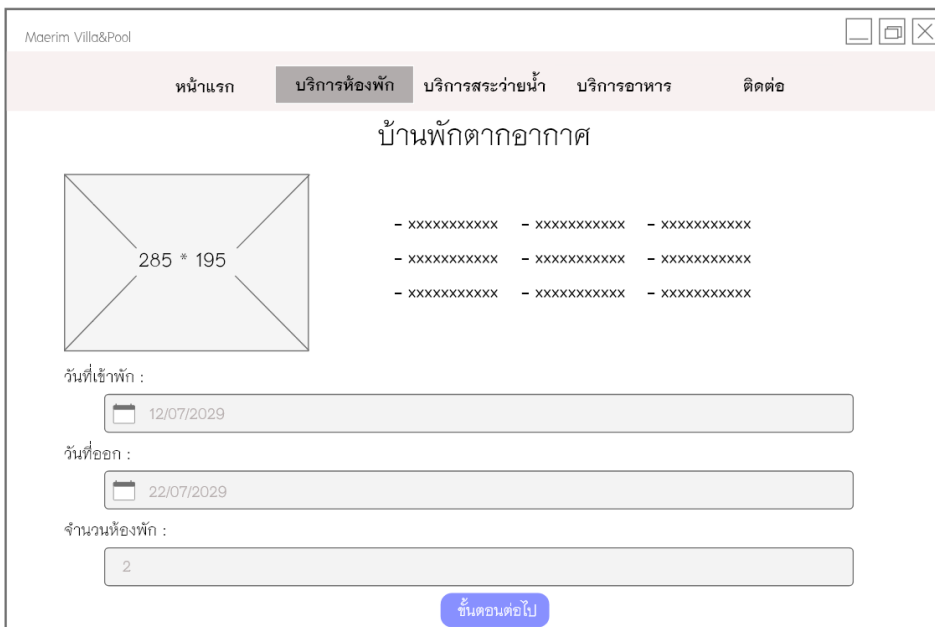 Maerim Villa&Pool
หน้าแรก บริการห้องพัก บริการสระว่ายน้ำ บริการอาหาร ติดต่อ
บ้านพักตากอากาศ
285 * 195
- xxxxxxxxxxx - xxxxxxxxxxx - xxxxxxxxxxx
- xxxxxxxxxxx - xxxxxxxxxxx - xxxxxxxxxxx
- xxxxxxxxxxx - xxxxxxxxxxx - xxxxxxxxxxx
วันที่เข้าพัก :
12/07/2029
วันที่ออก :
22/07/2029
จำนวนห้องพัก :
2
ขั้นตอนต่อไป